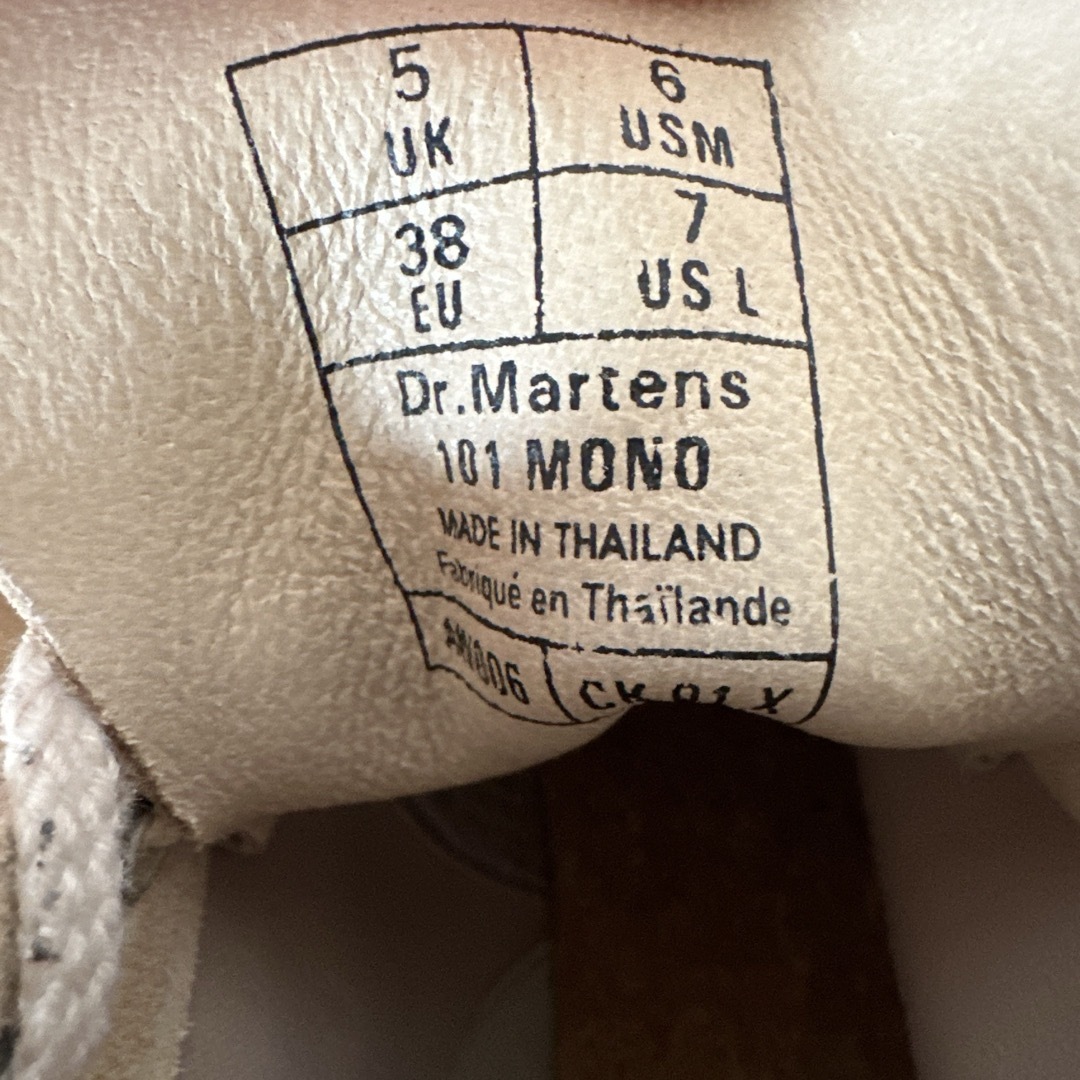 5
UK
6
USM
38
EU
7
US L
Dr.Martens
101 MONO
MADE IN THAILAND
Fabriqué en Thaïlande